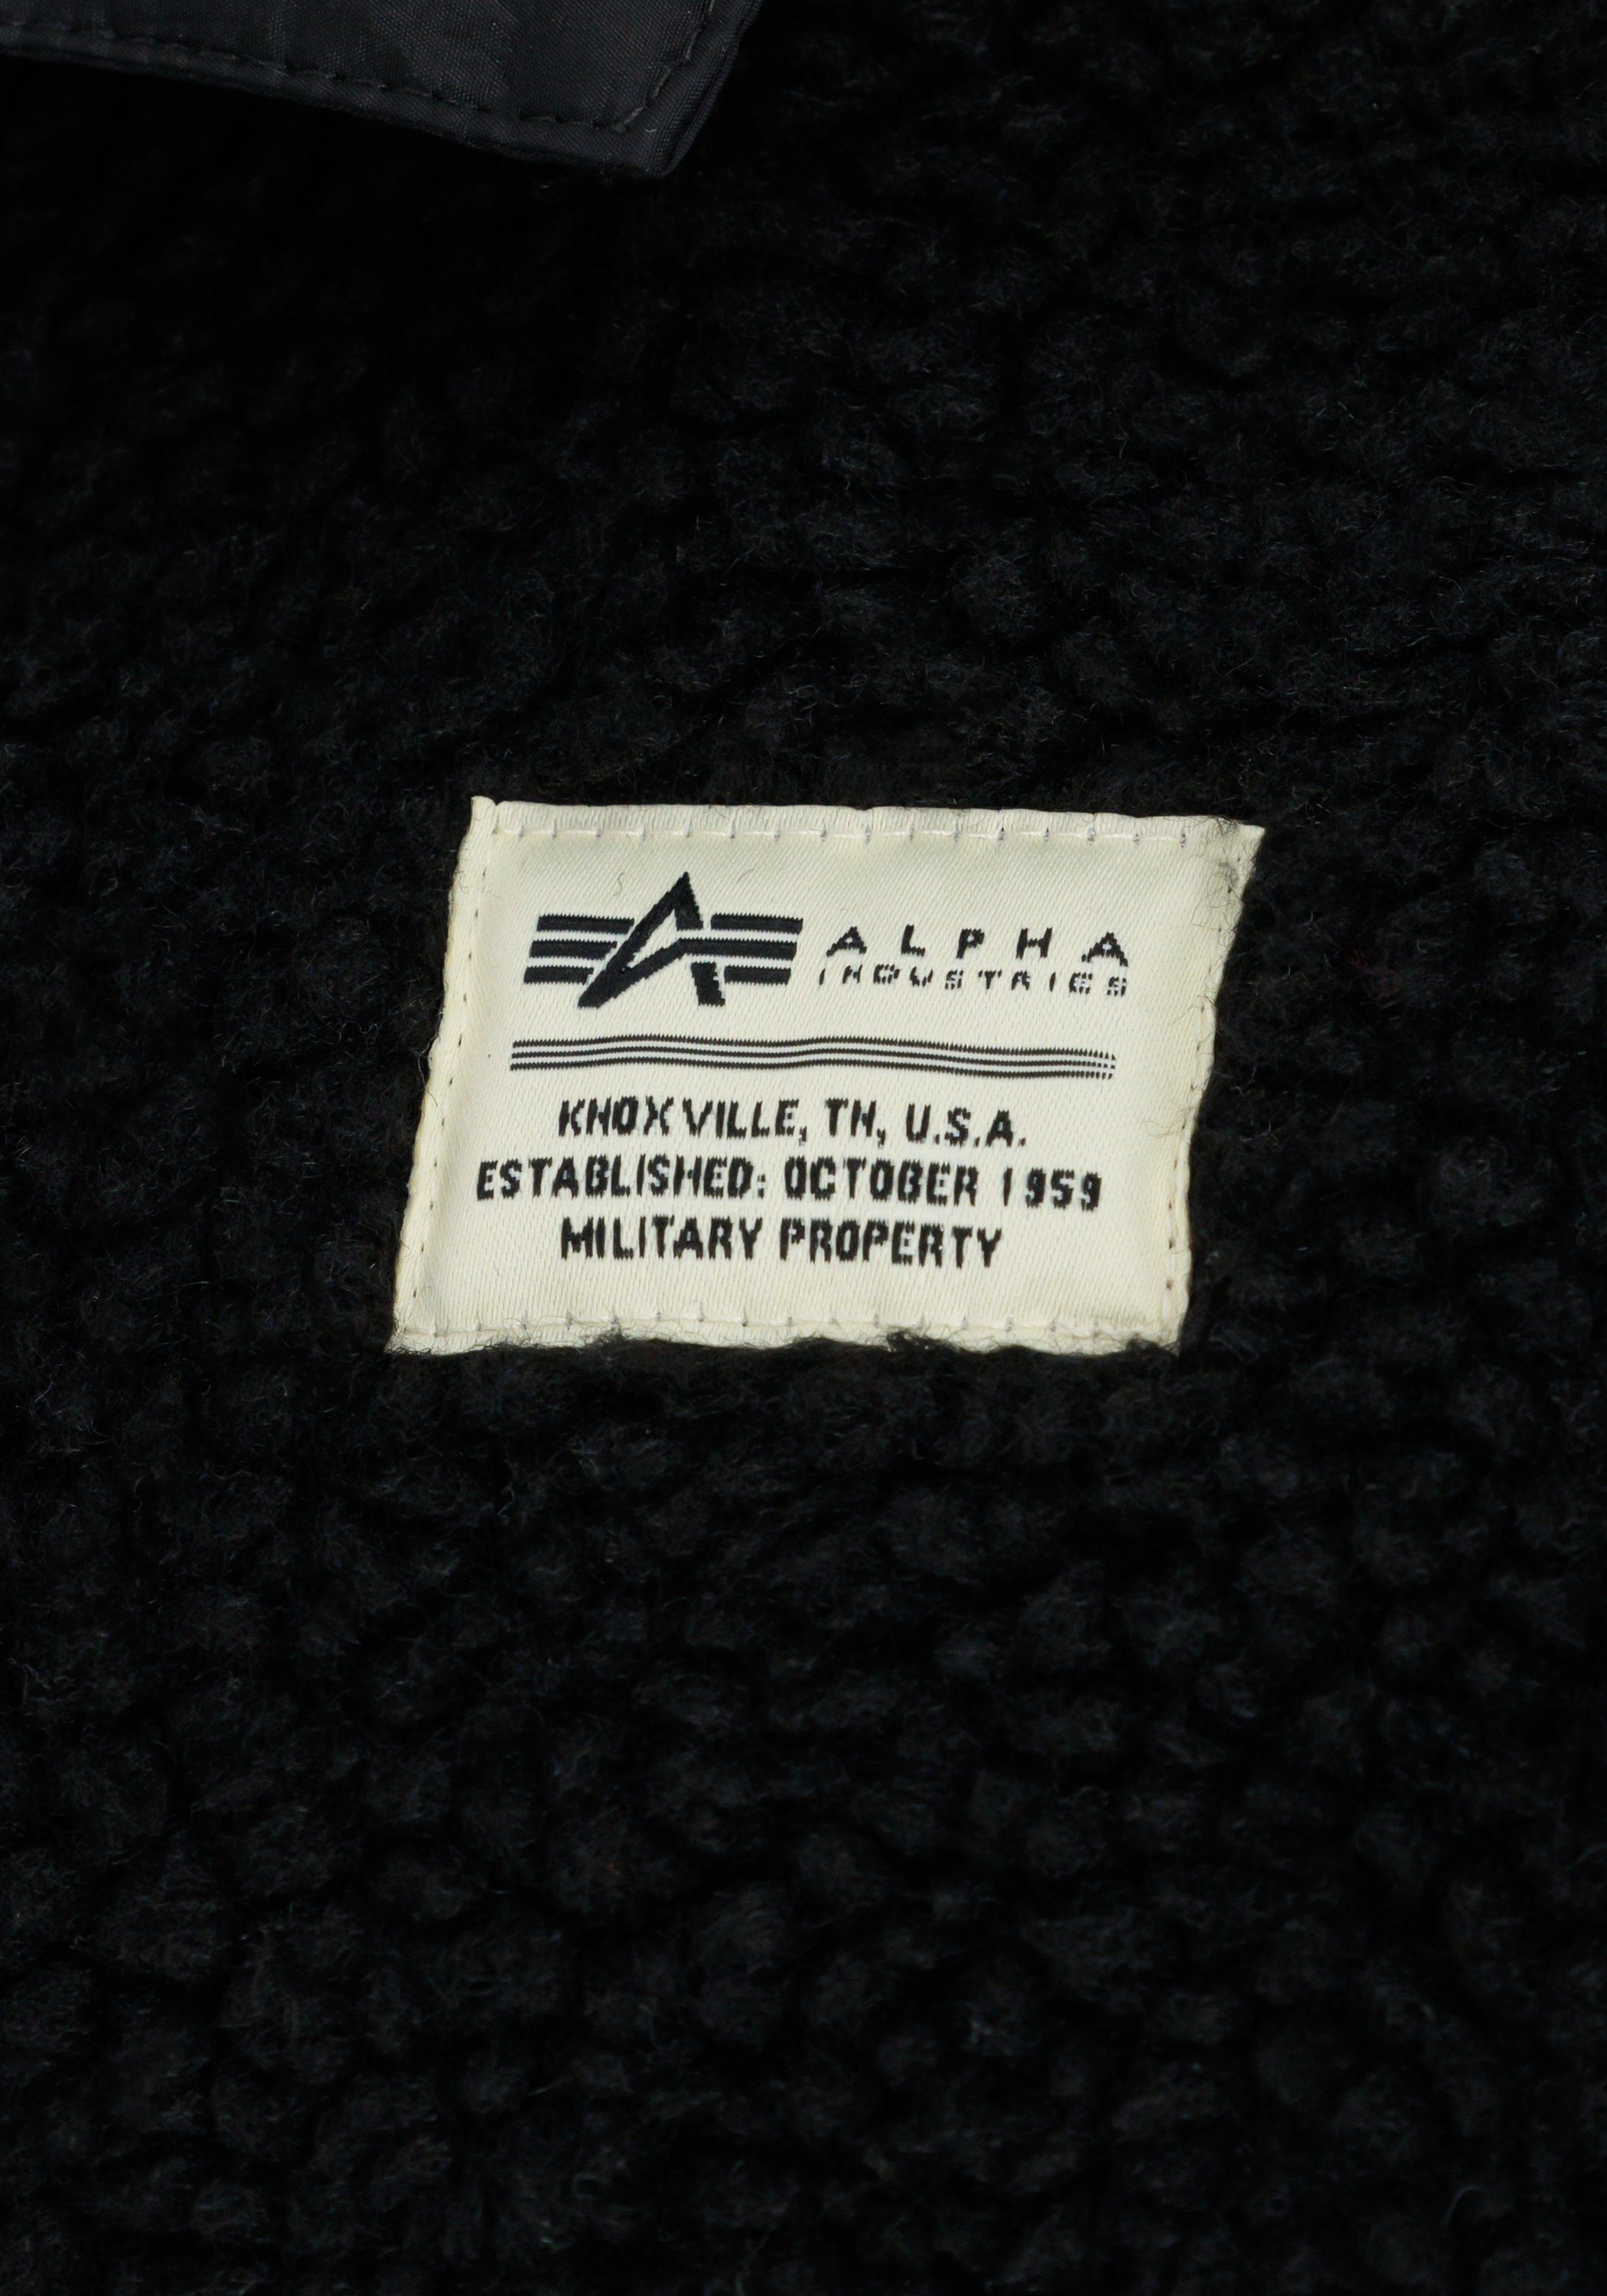 ALPHA
INDUSTRIES
KNOXVILLE, TN, U.S.A.
ESTABLISHED: OCTOBER 1959
MILITARY PROPERTY